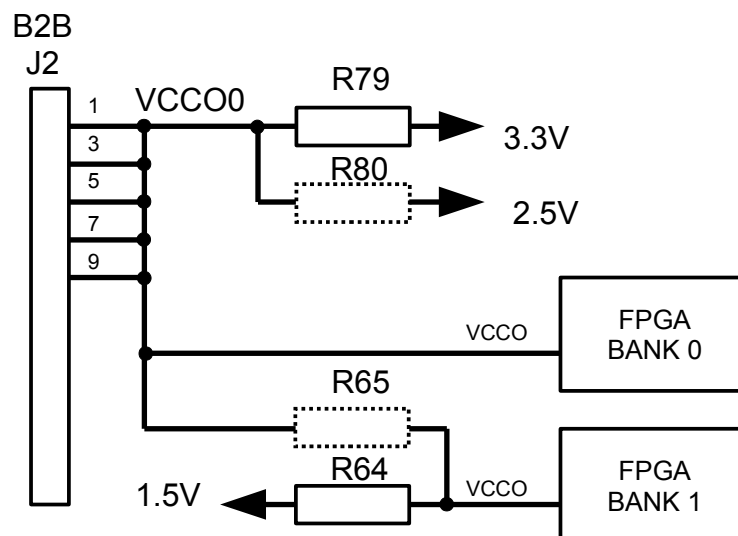 B2B
J2
1
3
5
7
9
VCCO0
R79
3.3V
R80
2.5V
VCCO
FPGA
BANK 0
R65
R64
1.5V
VCCO
FPGA
BANK 1